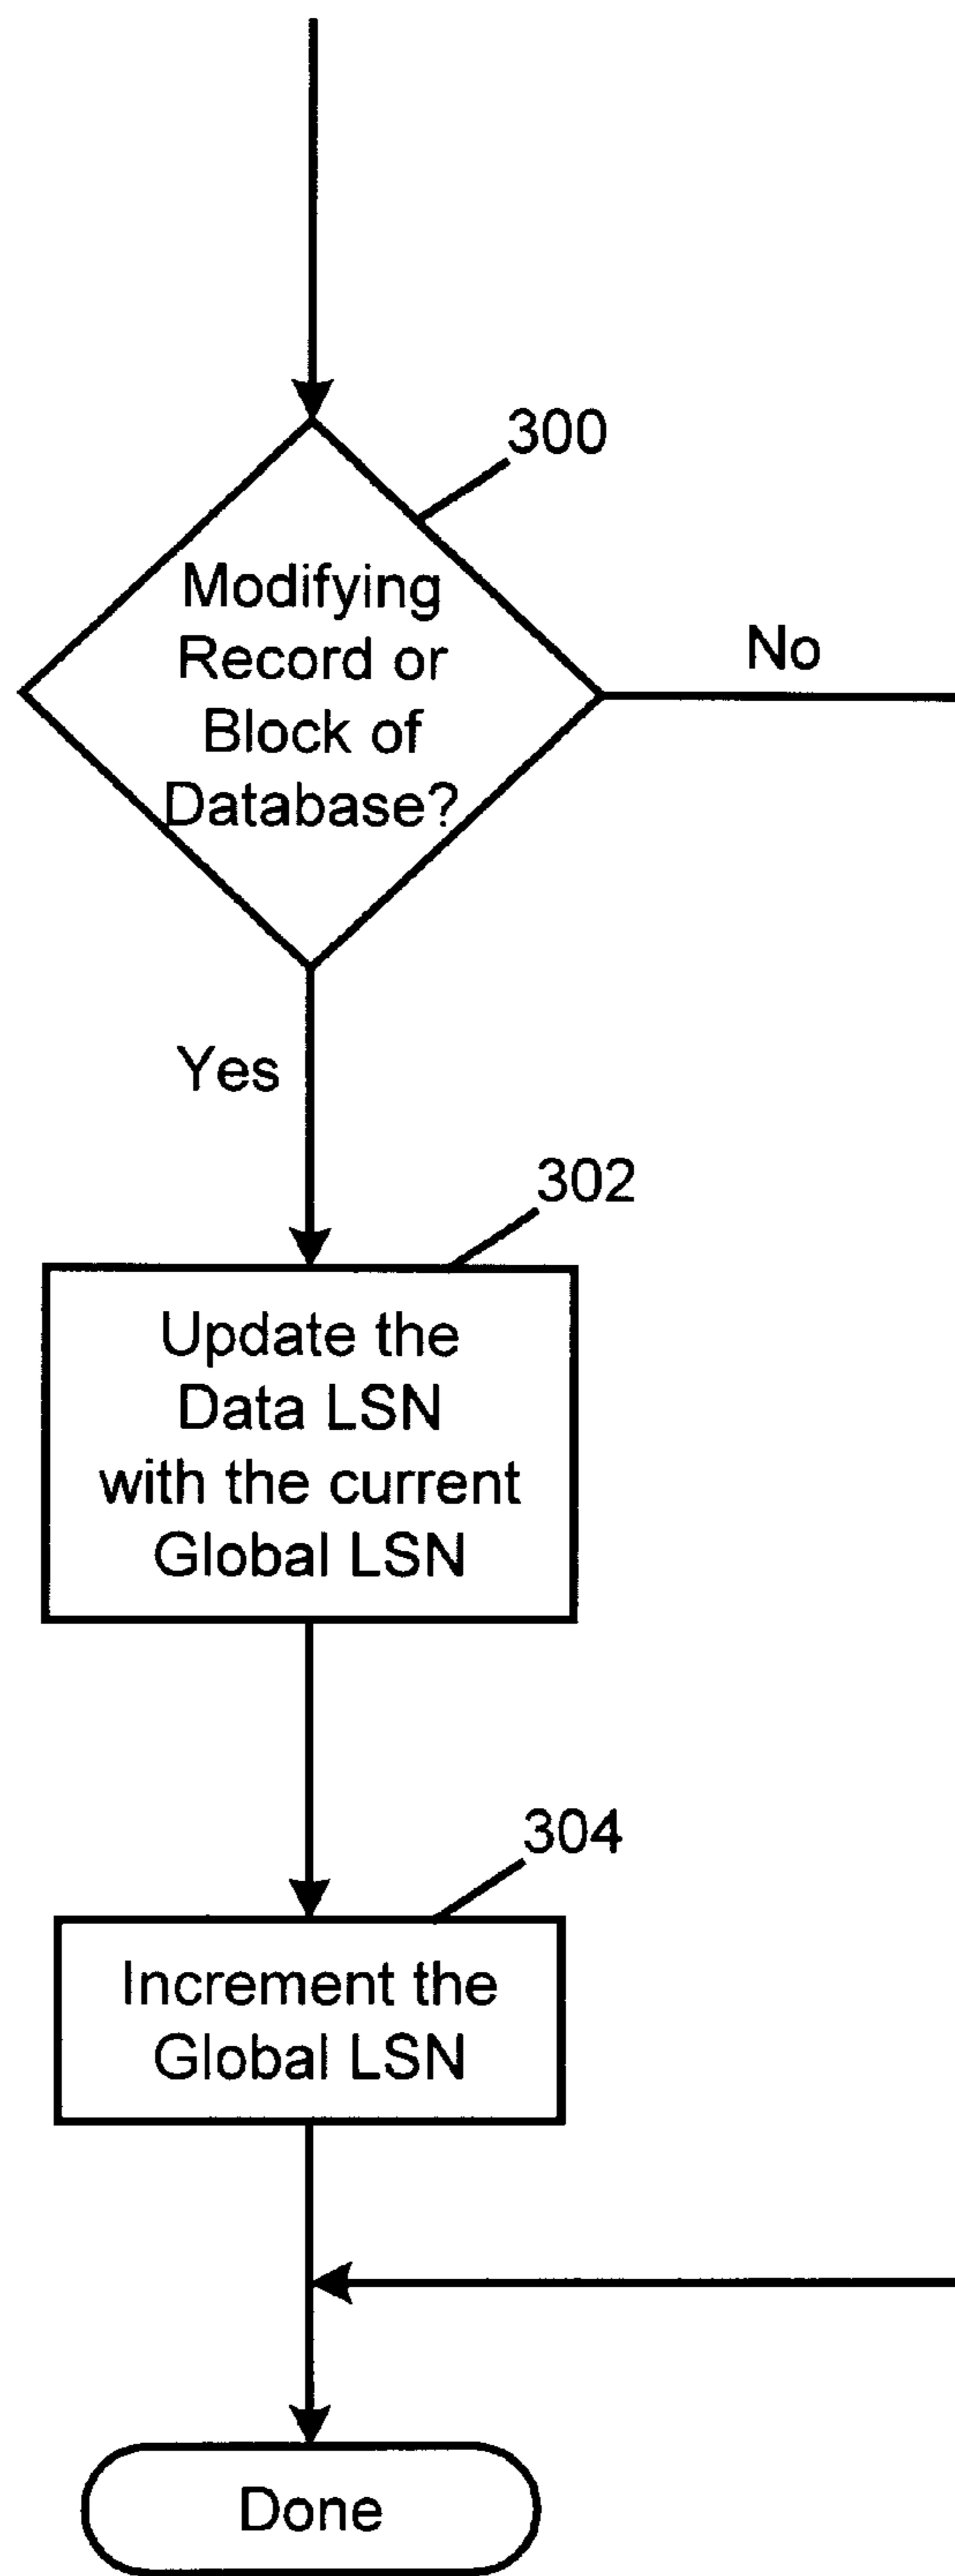 300
Modifying
Record or
Block of
Database?
No
Yes
302
Update the
Data LSN
with the current
Global LSN
304
Increment the
Global LSN
Done